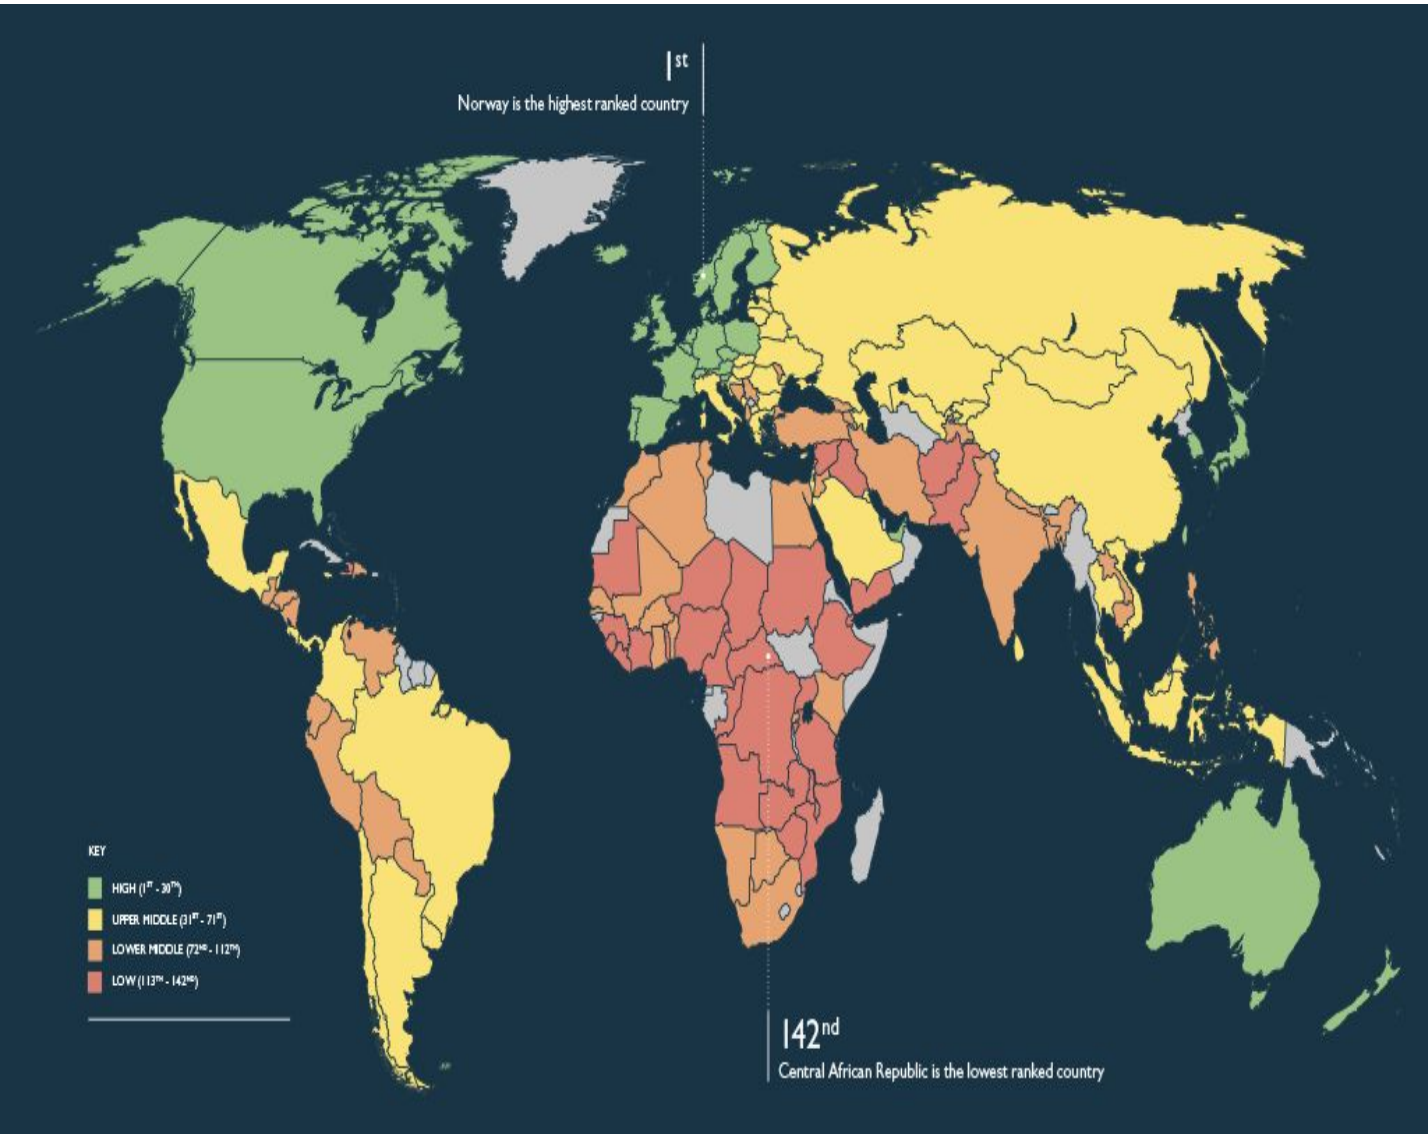 1st
Norway is the highest ranked country
KEY
HIGH (1ST - 30TH)
UPPER MIDDLE (31ST - 71ST)
LOWER MIDDLE (72ND - 112TH)
LOW (113TH - 142ND)
142nd
Central African Republic is the lowest ranked country